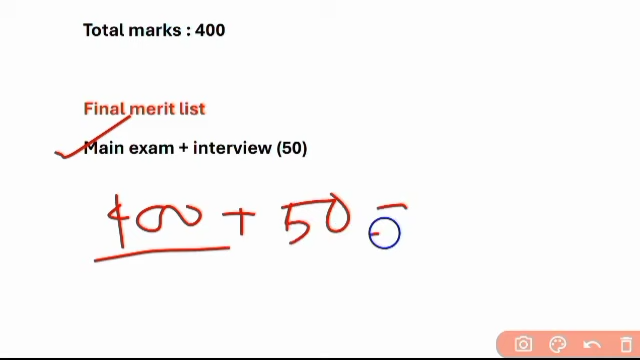 Total marks : 400
Final merit list
Main exam + interview (50)
400 + 50 =